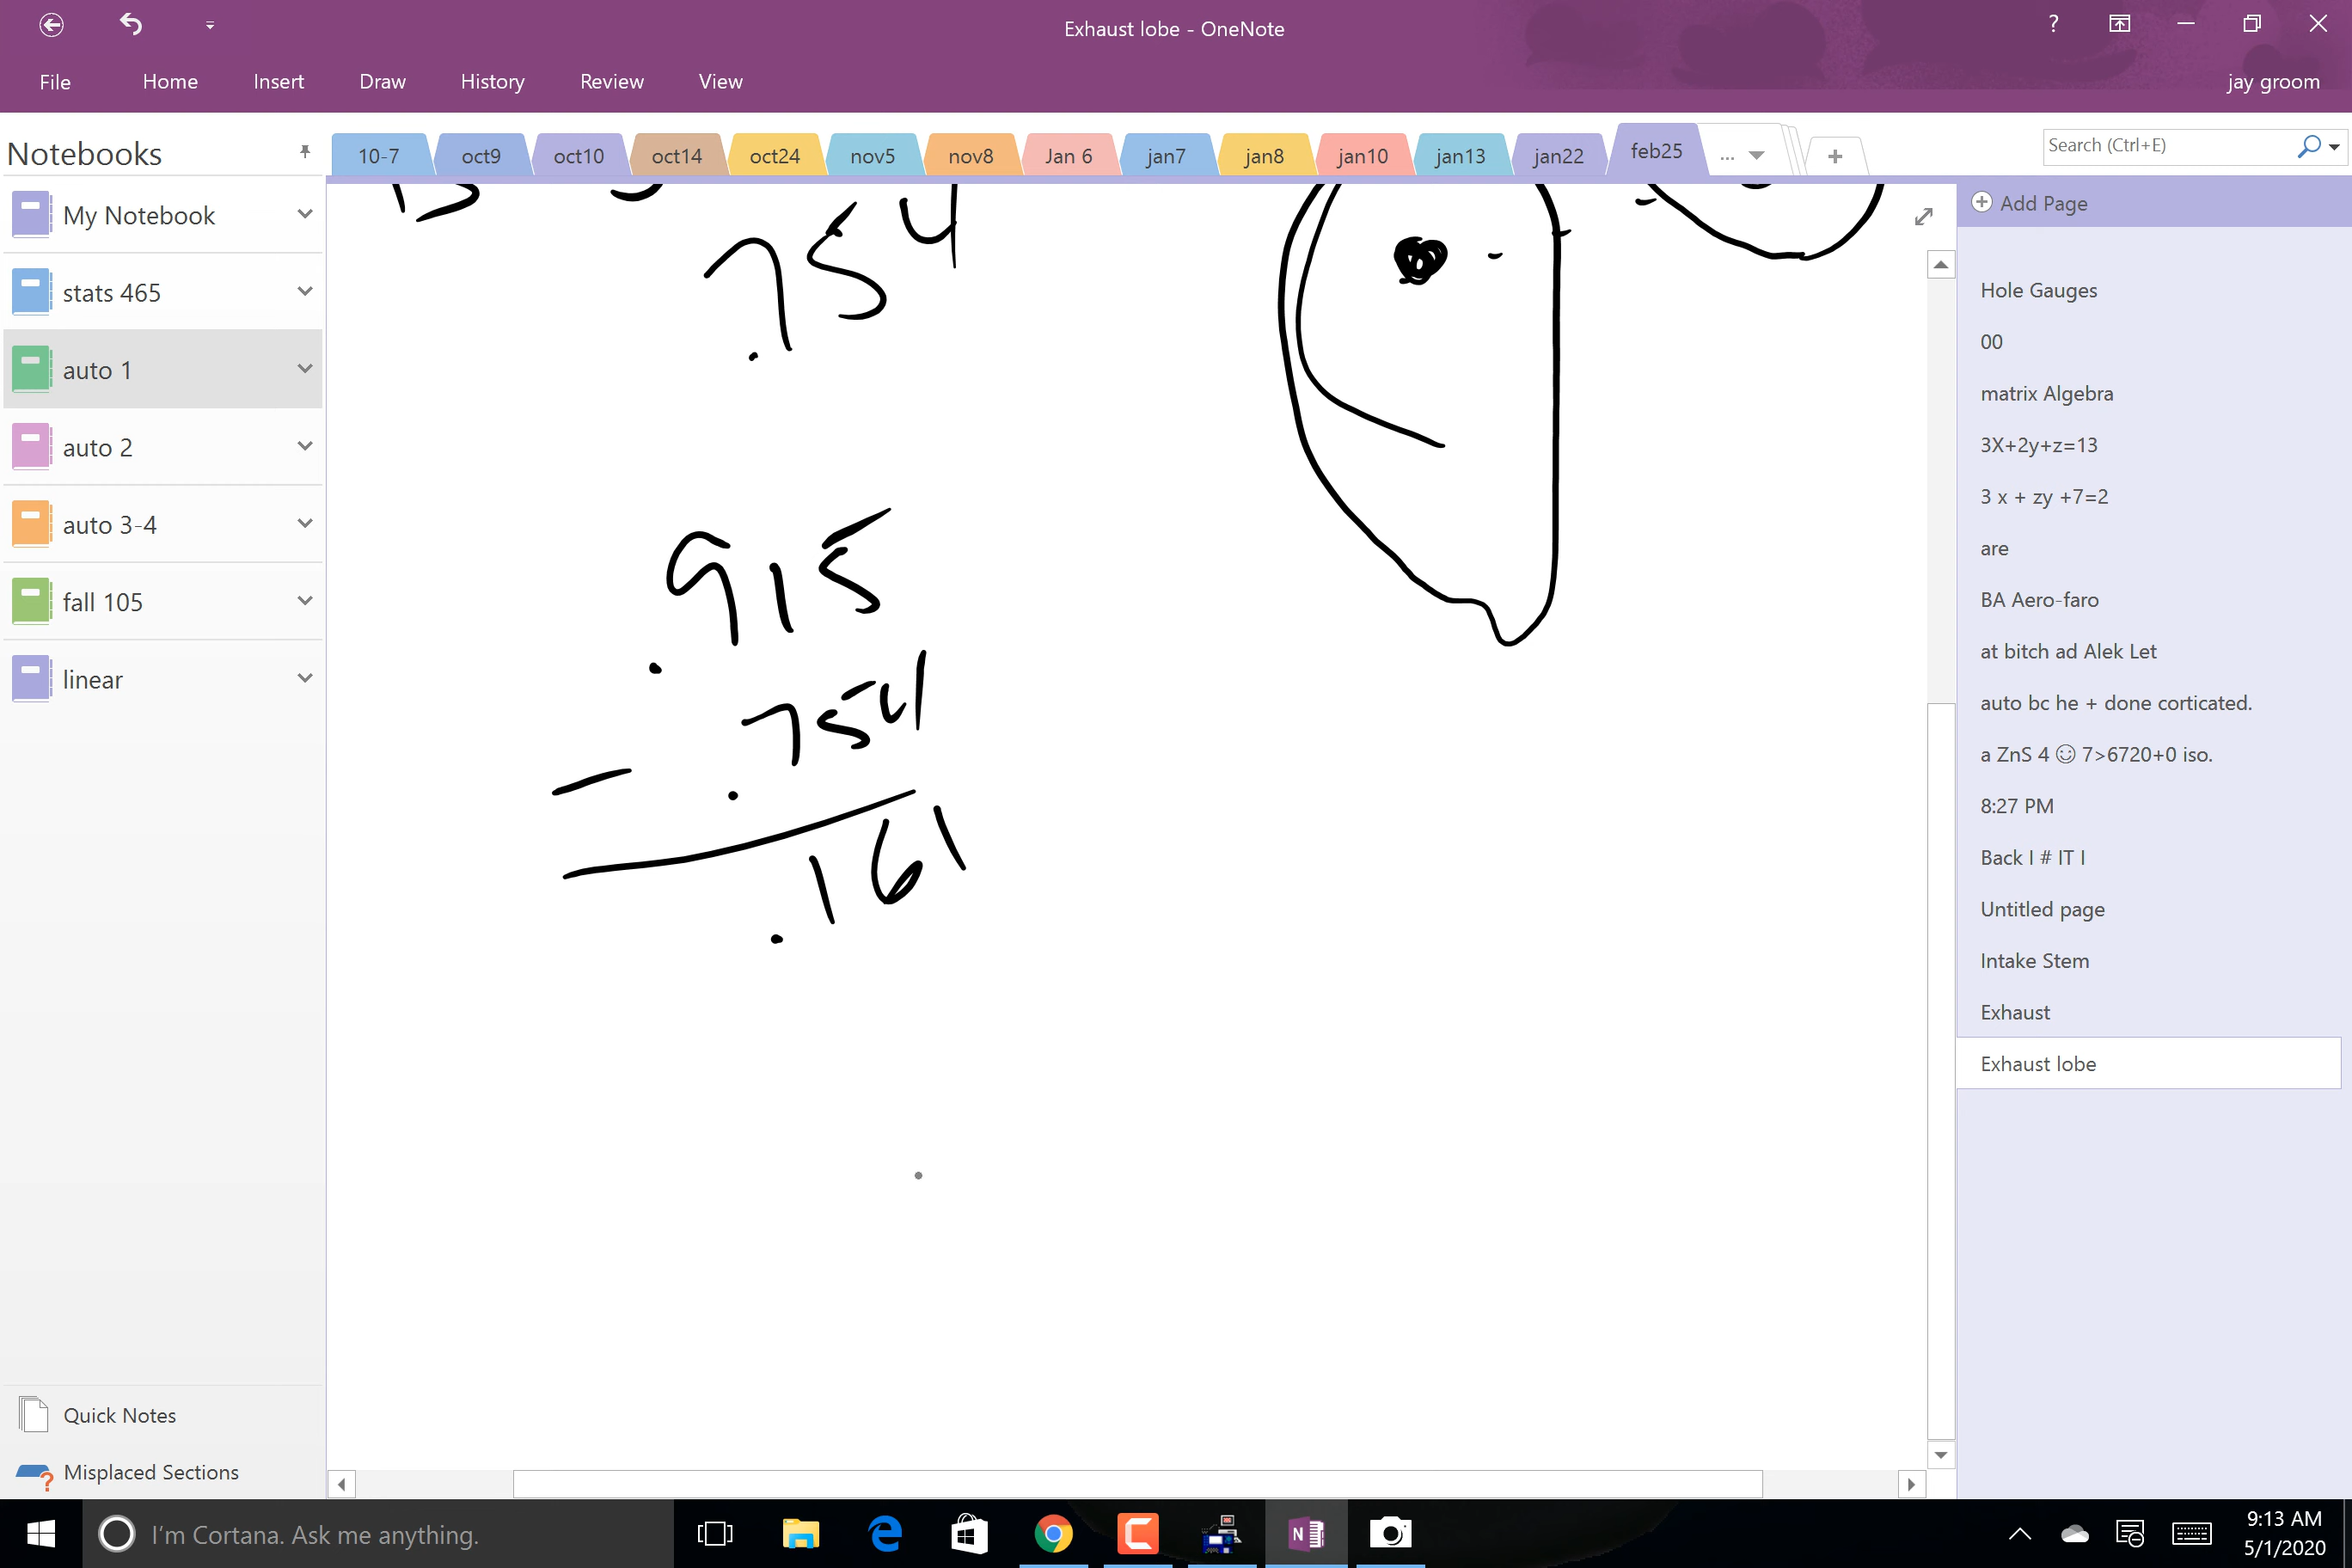 Exhaust lobe - OneNote
?
File
Home
Insert
Draw
History
Review
View
jay groom
Notebooks
10-7
oct9
oct10
oct14
oct24
nov5
nov8
Jan 6
jan7
jan8
jan10
jan13
jan22
feb25
...
+
Search (Ctrl+E)
My Notebook
stats 465
auto 1
auto 2
auto 3-4
fall 105
linear
Quick Notes
Misplaced Sections
.754
.915
- .754
.161
Add Page
Hole Gauges
00
matrix Algebra
3X+2y+z=13
3 x + zy +7=2
are
BA Aero-faro
at bitch ad Alek Let
auto bc he + done corticated.
a ZnS 4 ☺ 7>6720+0 iso.
8:27 PM
Back I # IT I
Untitled page
Intake Stem
Exhaust
Exhaust lobe
I'm Cortana. Ask me anything.
9:13 AM
5/1/2020